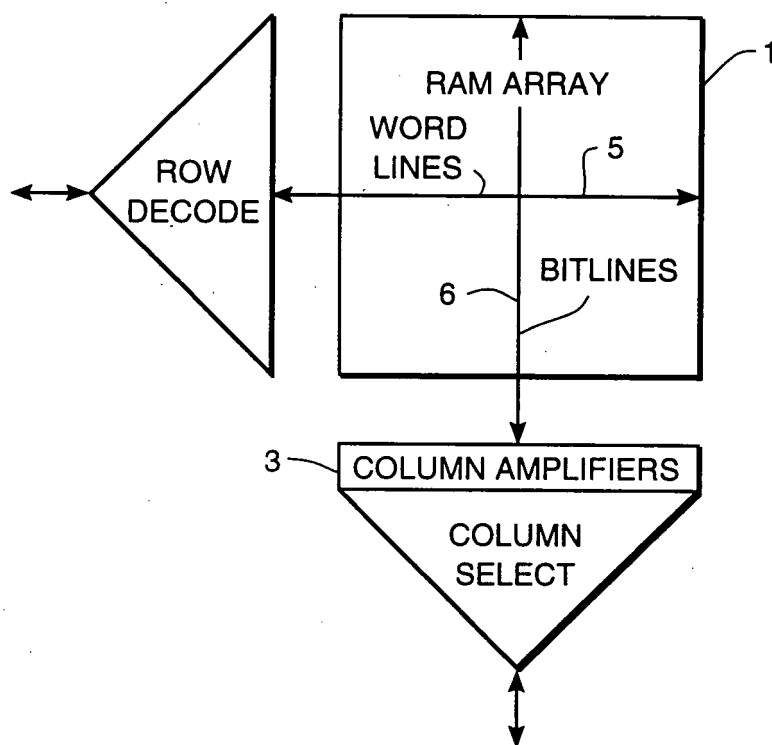 1
RAM ARRAY
WORD
LINES
5
ROW
DECODE
6
BITLINES
3
COLUMN AMPLIFIERS
COLUMN
SELECT